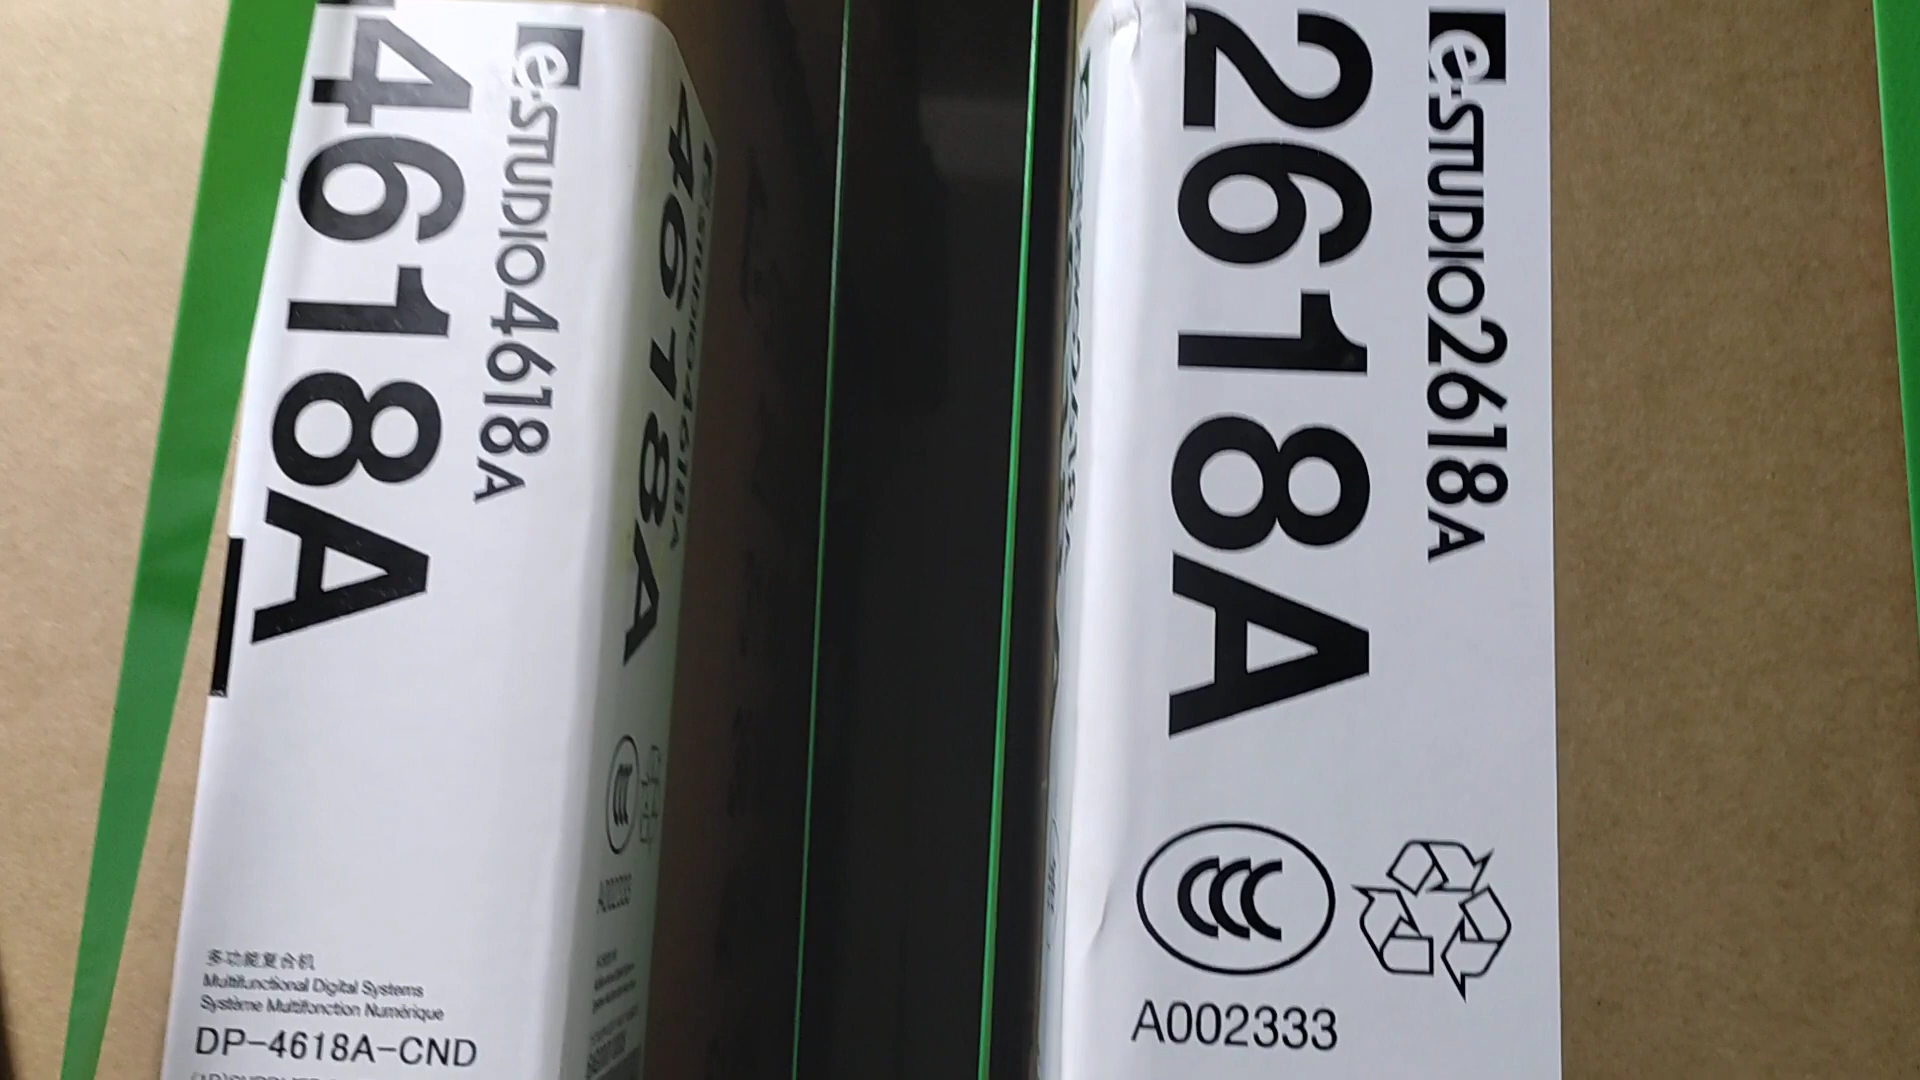 4618A
e-STUDIO4618A
多功能复合机
Multifunctional Digital Systems
Système Multifonction Numérique
DP-4618A-CND
4618A
e-STUDIO4618A
A002333
2618A
e-STUDIO2618A
CCC
A002333